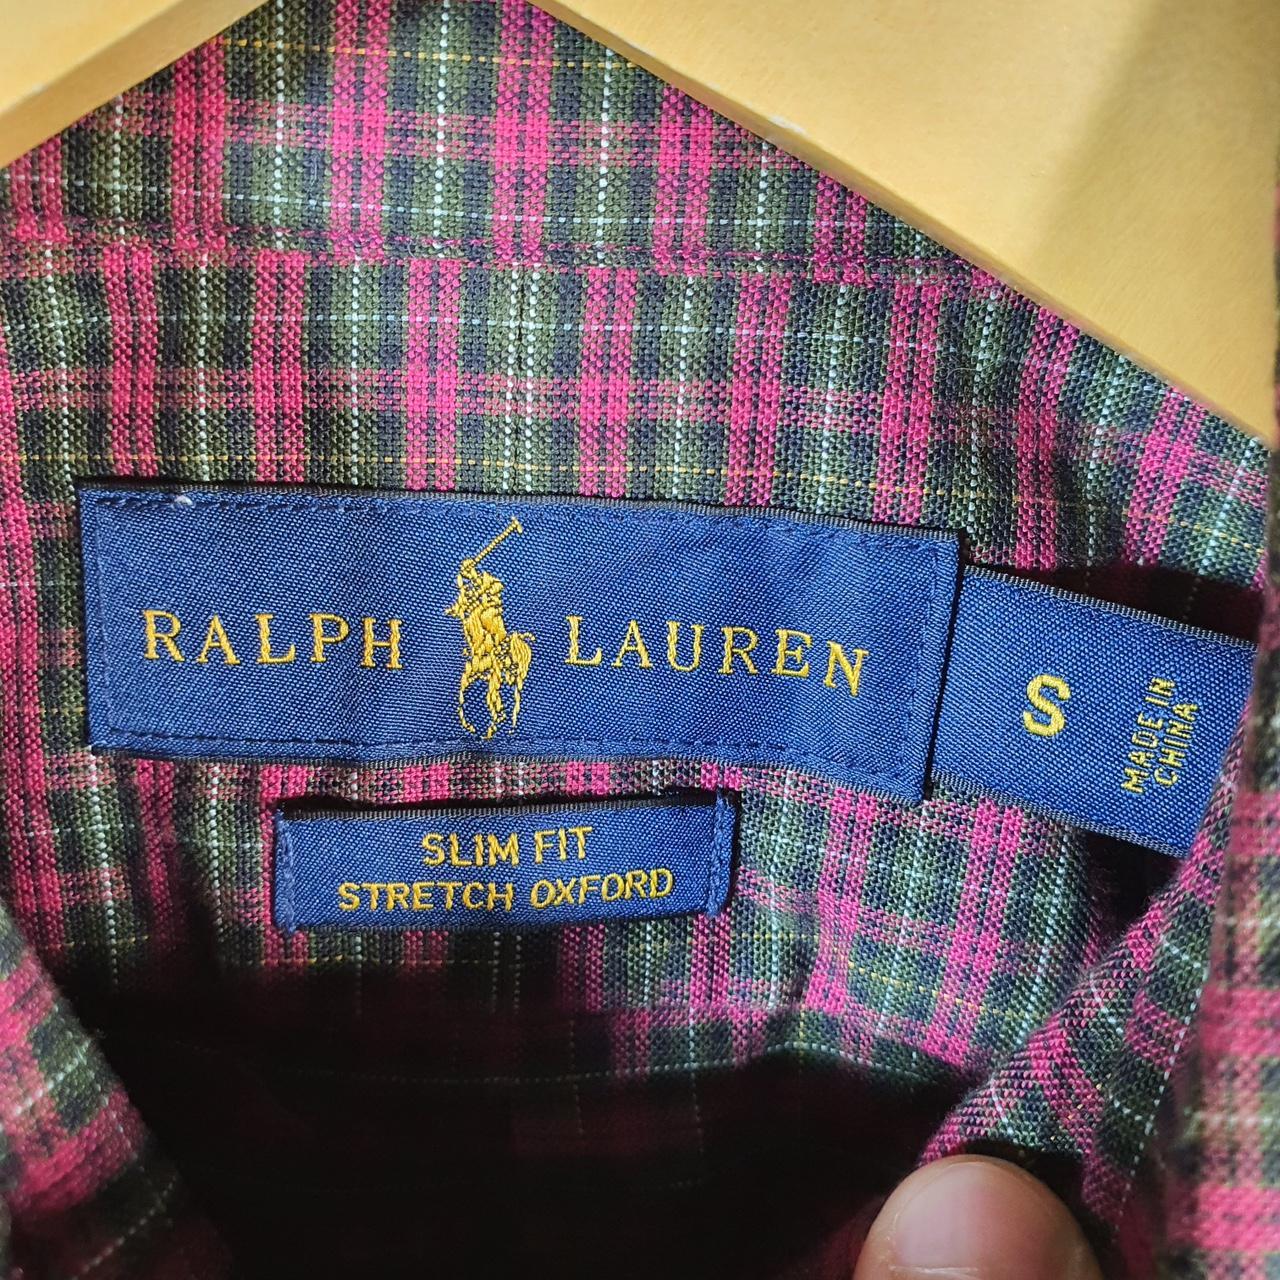 RALPH LAUREN
S
MADE IN
CHINA
SLIM FIT
STRETCH OXFORD